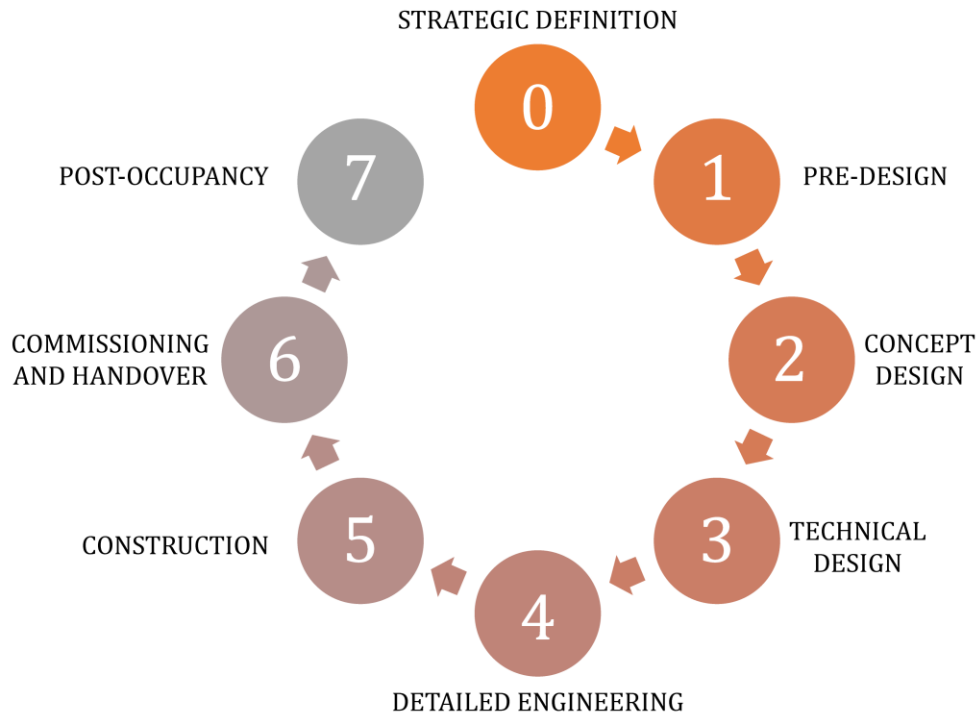 STRATEGIC DEFINITION
0
1
PRE-DESIGN
2
CONCEPT
DESIGN
3
TECHNICAL
DESIGN
4
DETAILED ENGINEERING
5
CONSTRUCTION
6
COMMISSIONING
AND HANDOVER
7
POST-OCCUPANCY